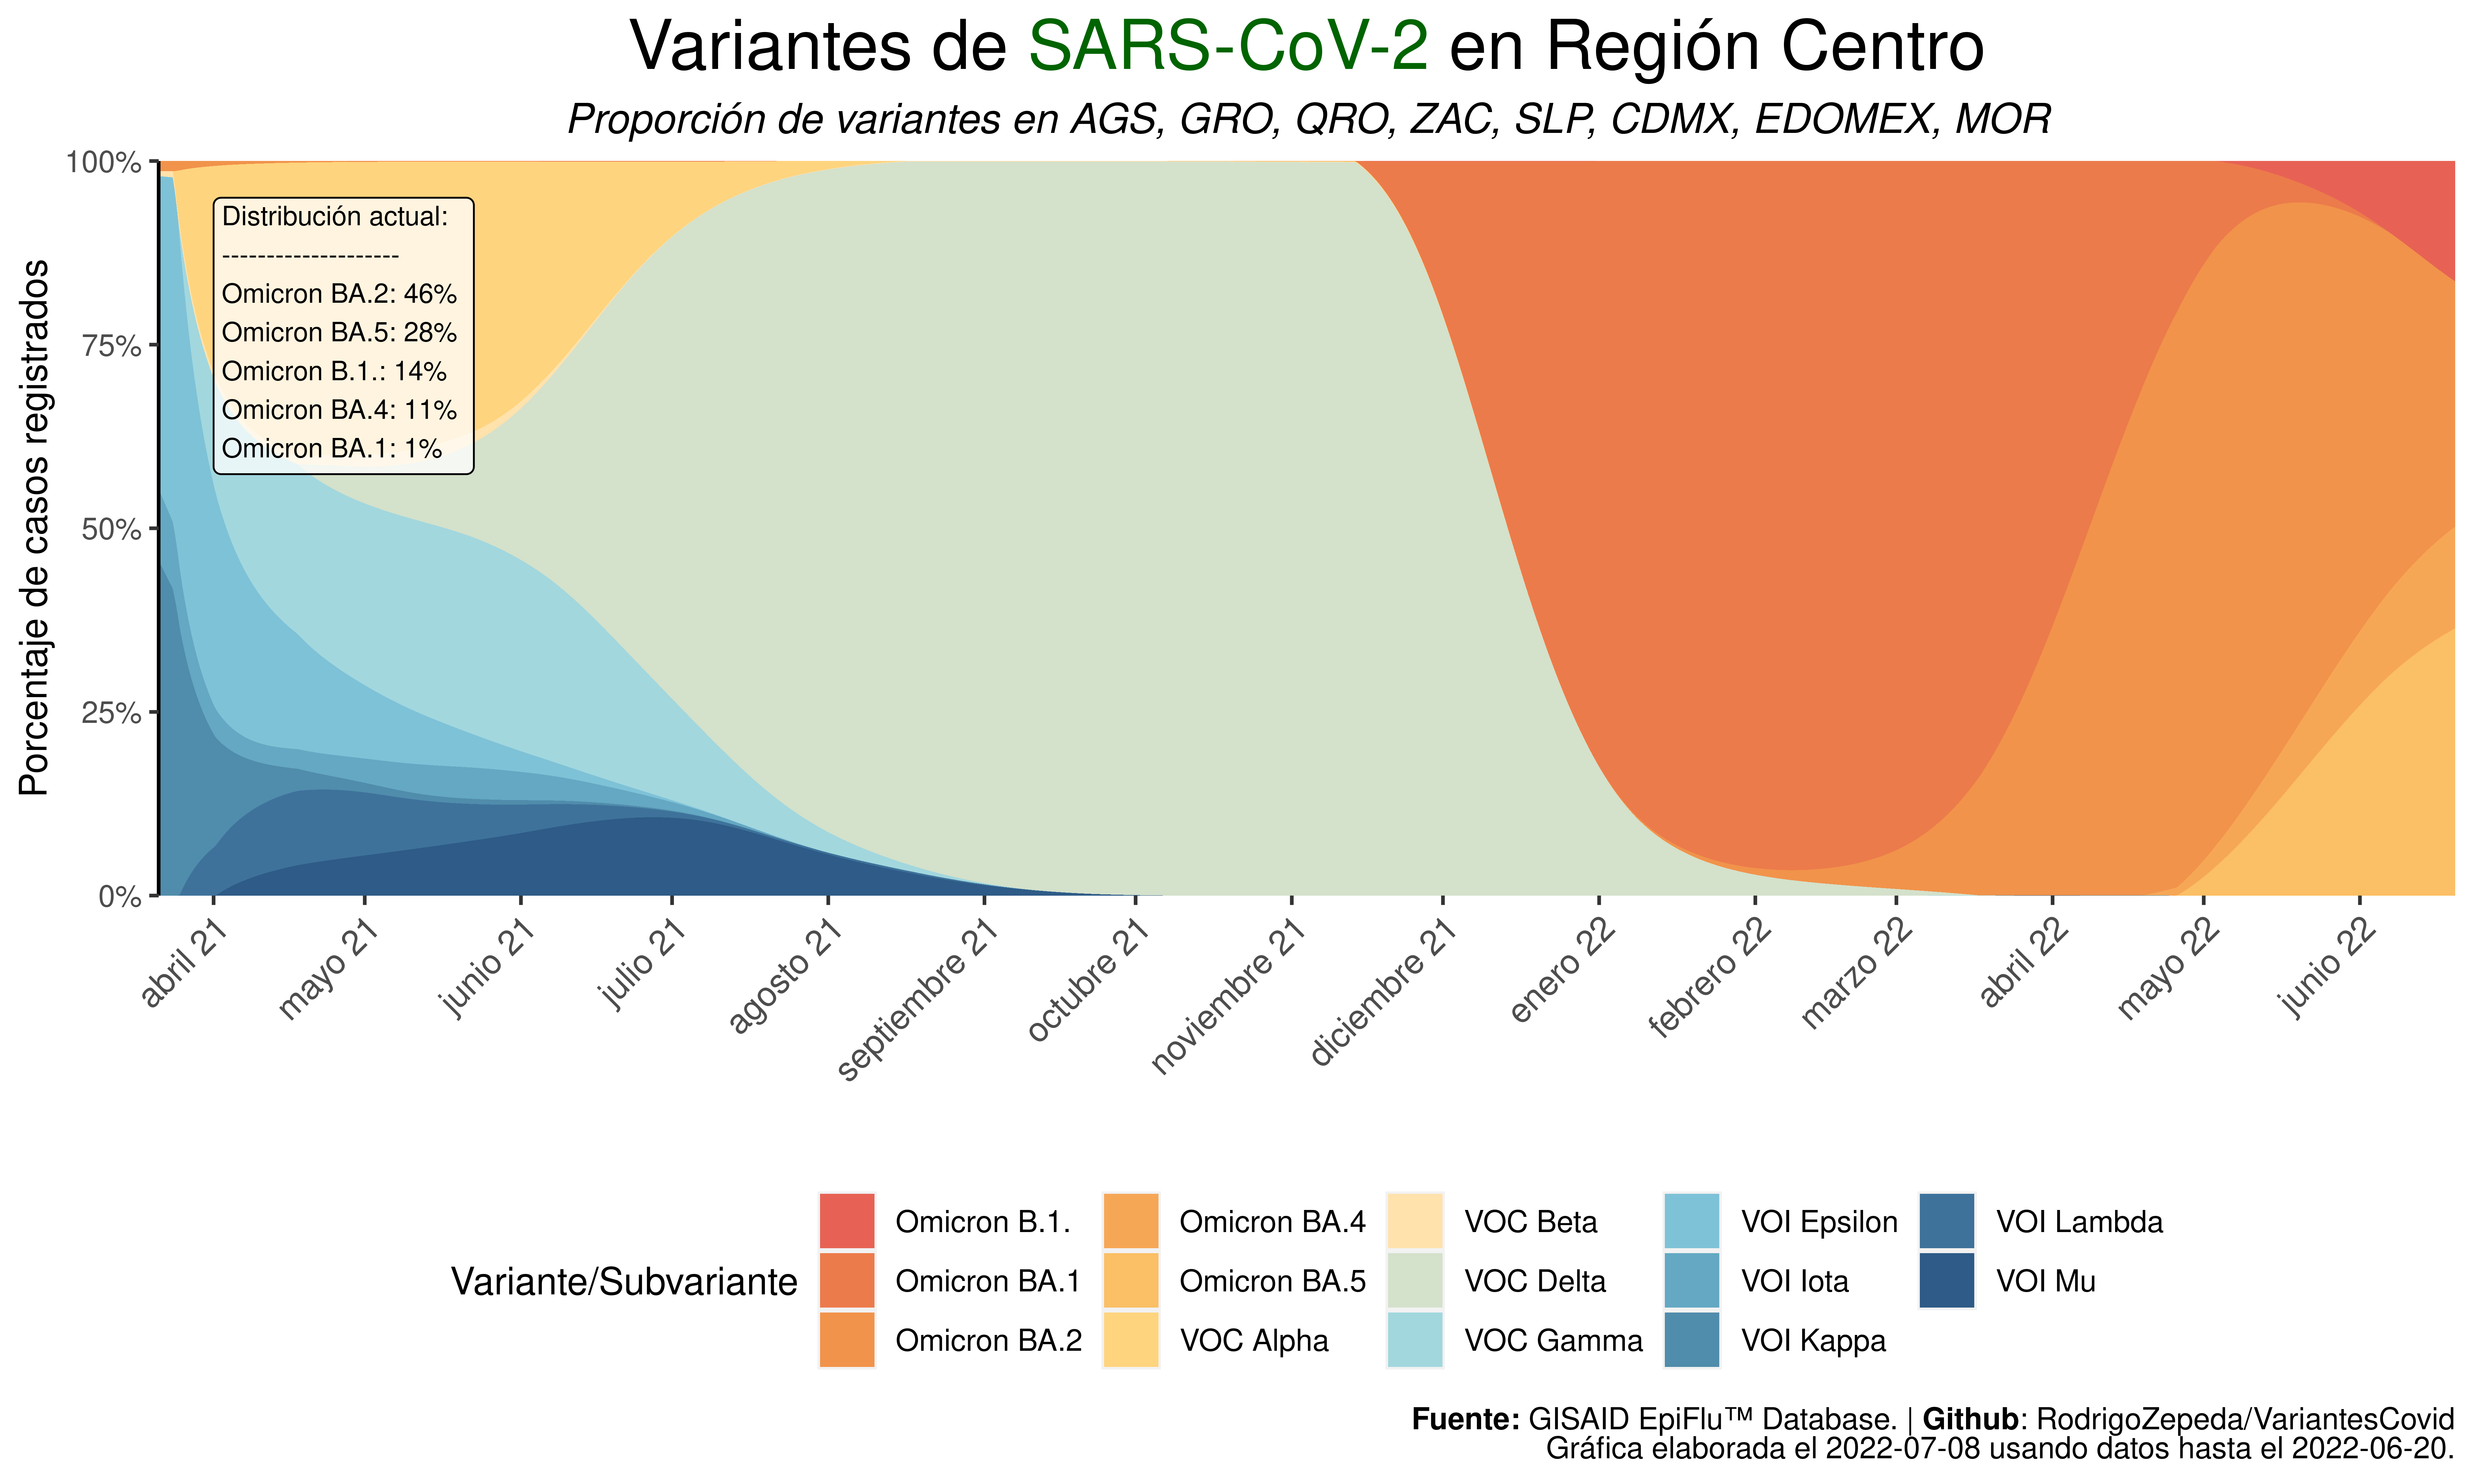 Variantes de SARS-CoV-2 en Región Centro
Proporción de variantes en AGS, GRO, QRO, ZAC, SLP, CDMX, EDOMEX, MOR
Porcentaje de casos registrados
100%
75%
50%
25%
0%
Distribución actual:
--------------------
Omicron BA.2: 46%
Omicron BA.5: 28%
Omicron B.1.: 14%
Omicron BA.4: 11%
Omicron BA.1: 1%
abril 21
mayo 21
junio 21
julio 21
agosto 21
septiembre 21
octubre 21
noviembre 21
diciembre 21
enero 22
febrero 22
marzo 22
abril 22
mayo 22
junio 22
Variante/Subvariante
Omicron B.1.
Omicron BA.1
Omicron BA.2
Omicron BA.4
Omicron BA.5
VOC Alpha
VOC Beta
VOC Delta
VOC Gamma
VOI Epsilon
VOI Iota
VOI Kappa
VOI Lambda
VOI Mu
Fuente: GISAID EpiFlu™ Database. | Github: RodrigoZepeda/VariantesCovid
Gráfica elaborada el 2022-07-08 usando datos hasta el 2022-06-20.